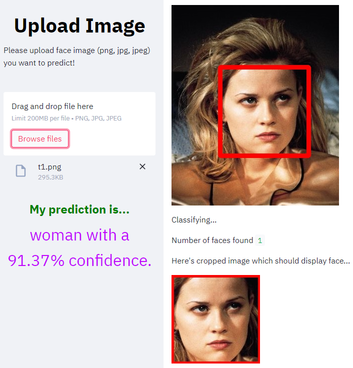 Upload Image
Please upload face image (png, jpg, jpeg)
you want to predict!
Drag and drop file here
Limit 200MB per file • PNG, JPG, JPEG
Browse files
t1.png
295.3KB
My prediction is...
woman with a
91.37% confidence.
Classifying...
Number of faces found 1
Here's cropped image which should display face...